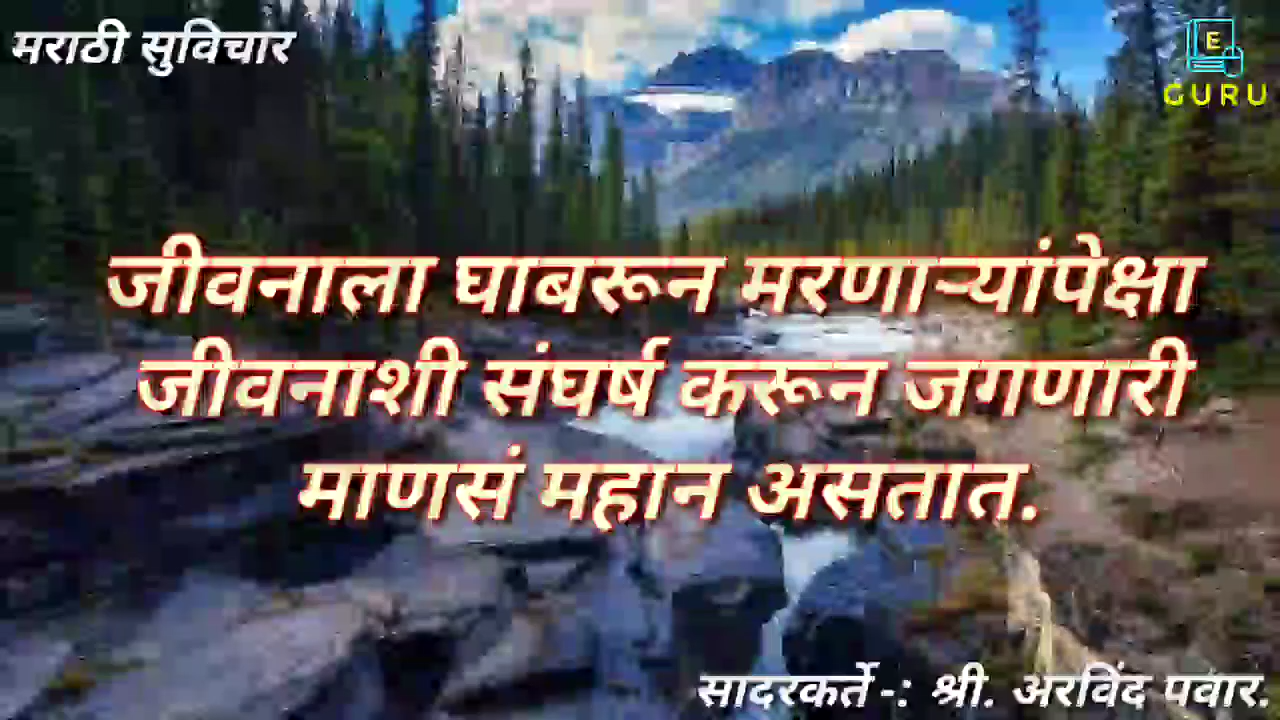 मराठी सुविचार
E
GURU
जीवनाला घाबरून मरणाऱ्यांपेक्षा
जीवनाशी संघर्ष करून जगणारी
माणसं महान असतात.
सादरकर्ते -: श्री. अरविंद पवार.